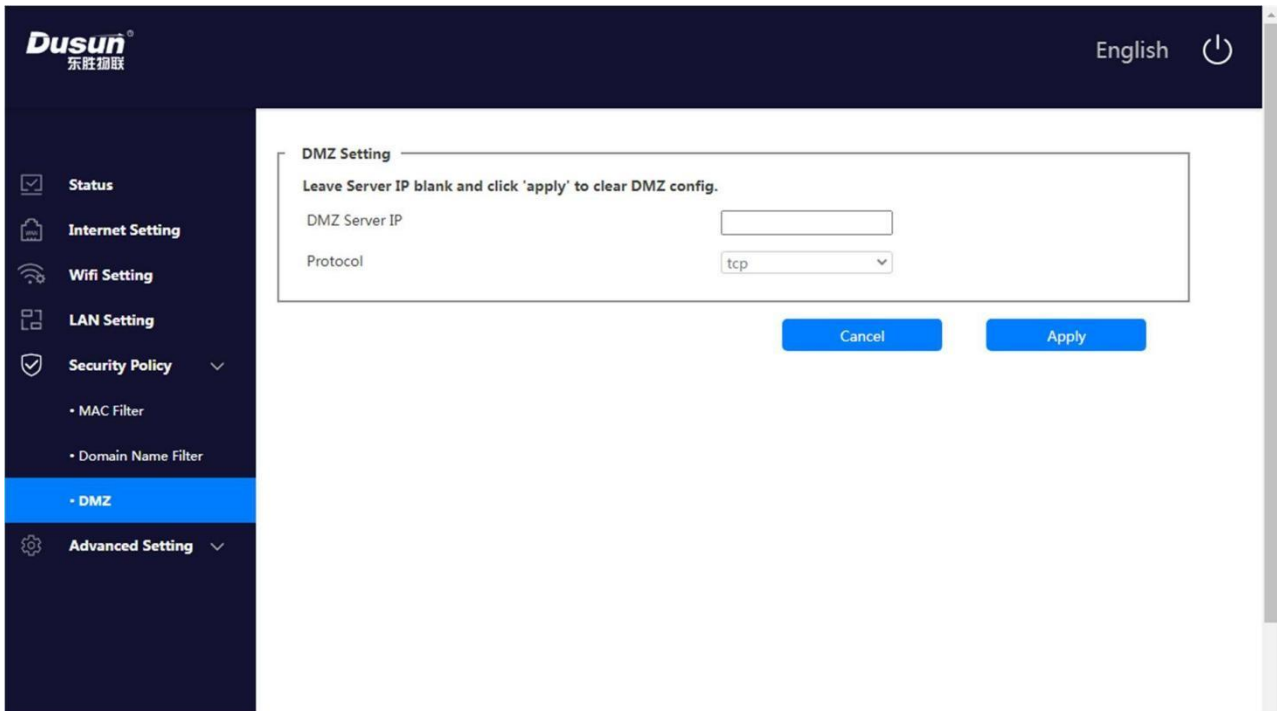 Dusun®
东胜物联
English
Status
Internet Setting
Wifi Setting
LAN Setting
Security Policy
• MAC Filter
• Domain Name Filter
• DMZ
Advanced Setting
DMZ Setting
Leave Server IP blank and click 'apply' to clear DMZ config.
DMZ Server IP
Protocol
tcp
Cancel
Apply